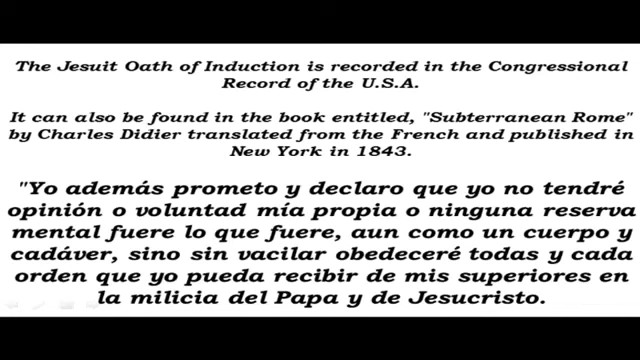 The Jesuit Oath of Induction is recorded in the Congressional
Record of the U.S.A.
It can also be found in the book entitled, "Subterranean Rome"
by Charles Didier translated from the French and published in
New York in 1843.
"Yo además prometo y declaro que yo no tendré
opinión o voluntad mía propia o ninguna reserva
mental fuere lo que fuere, aun como un cuerpo y
cadáver, sino sin vacilar obedeceré todas y cada
orden que yo pueda recibir de mis superiores en
la milicia del Papa y de Jesucristo.